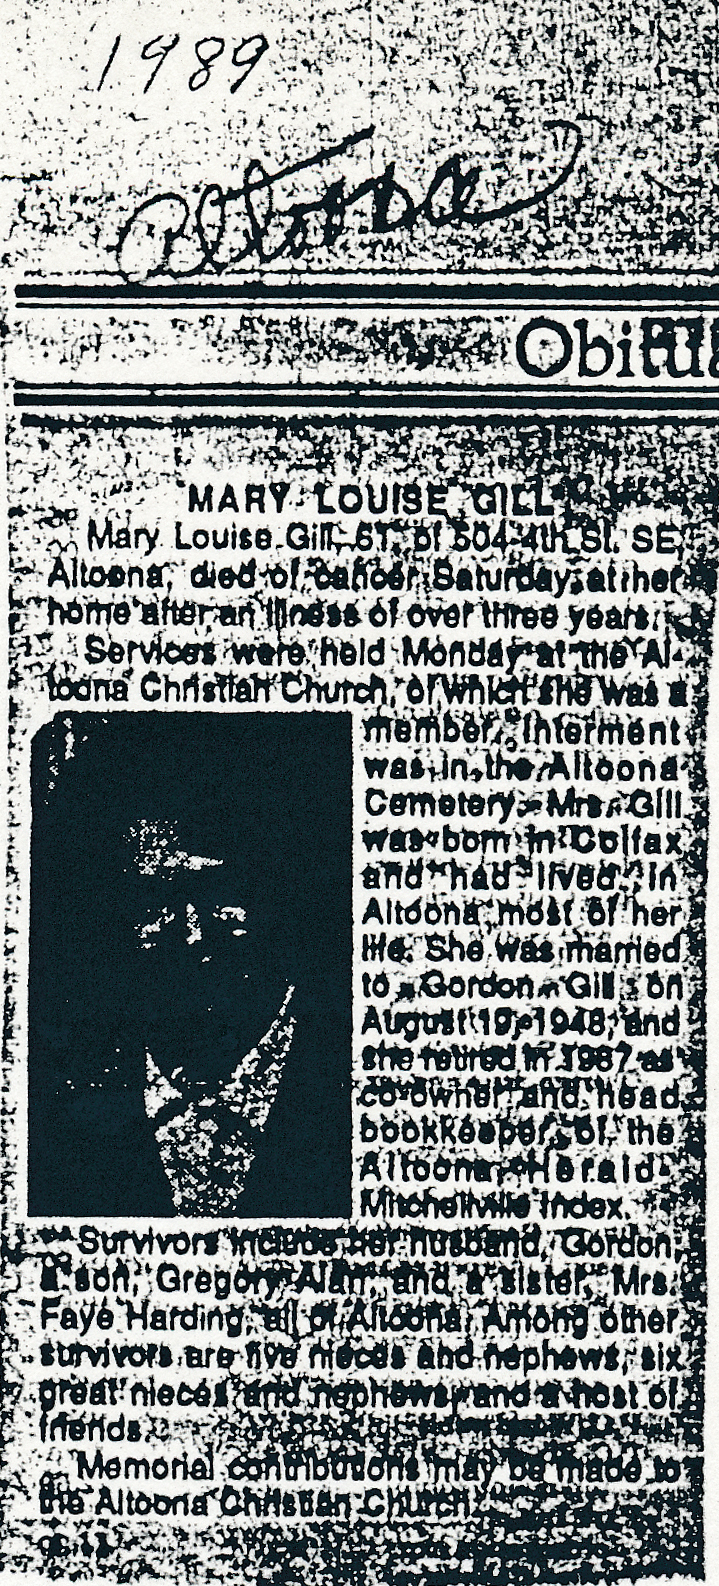 1989
Altoona
Obitua
MARY LOUISE GILL
Mary Louise Gill, of 504 4th St. SE,
Altoona, died of cancer Saturday at her
home after an illness of over three years.
Services were held Monday at the Al-
toona Christian Church, of which she was a
member. Interment
was in the Altoona
Cemetery. Mrs. Gill
was born in Colfax
and had lived in
Altoona most of her
life. She was married
to Gordon Gill on
August 19, and
she retired in 1987 as
co-owner and head
bookkeeper of the
Altoona Herald-
Mitchellville Index.
Survivors include her husband, Gordon,
a son, Gregory Alan, and a sister, Mrs.
Faye Harding, all of Altoona. Among other
survivors are five nieces and nephews, six
great nieces and nephews, and a host of
friends.
Memorial contributions may be made to
the Altoona Christian Church.